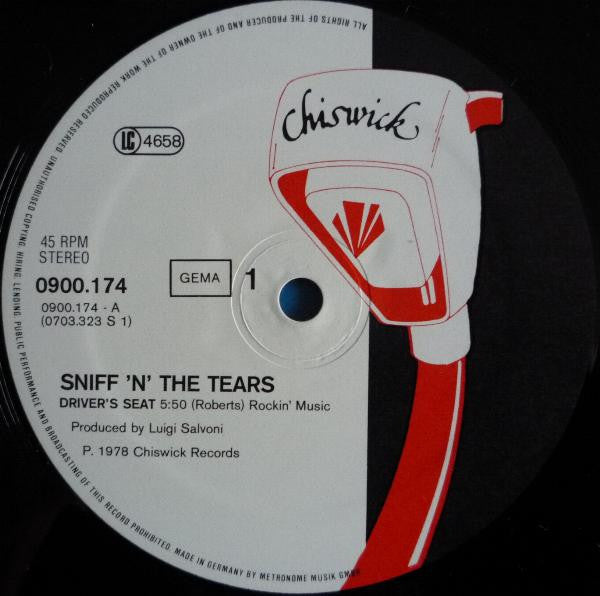 Chiswick
LC 4658
45 RPM
STEREO
0900.174
GEMA
1
0900.174 - A
(0703.323 S 1)
SNIFF 'N' THE TEARS
DRIVER'S SEAT 5:50 (Roberts) Rockin' Music
Produced by Luigi Salvoni
P. 1978 Chiswick Records
ALL RIGHTS OF THE PRODUCER AND OF THE OWNER OF THE WORK REPRODUCED RESERVED. UNAUTHORISED COPYING, HIRING, LENDING, PUBLIC PERFORMANCE AND BROADCASTING OF THIS RECORD PROHIBITED. MADE IN GERMANY BY METRONOME MUSIK GMBH